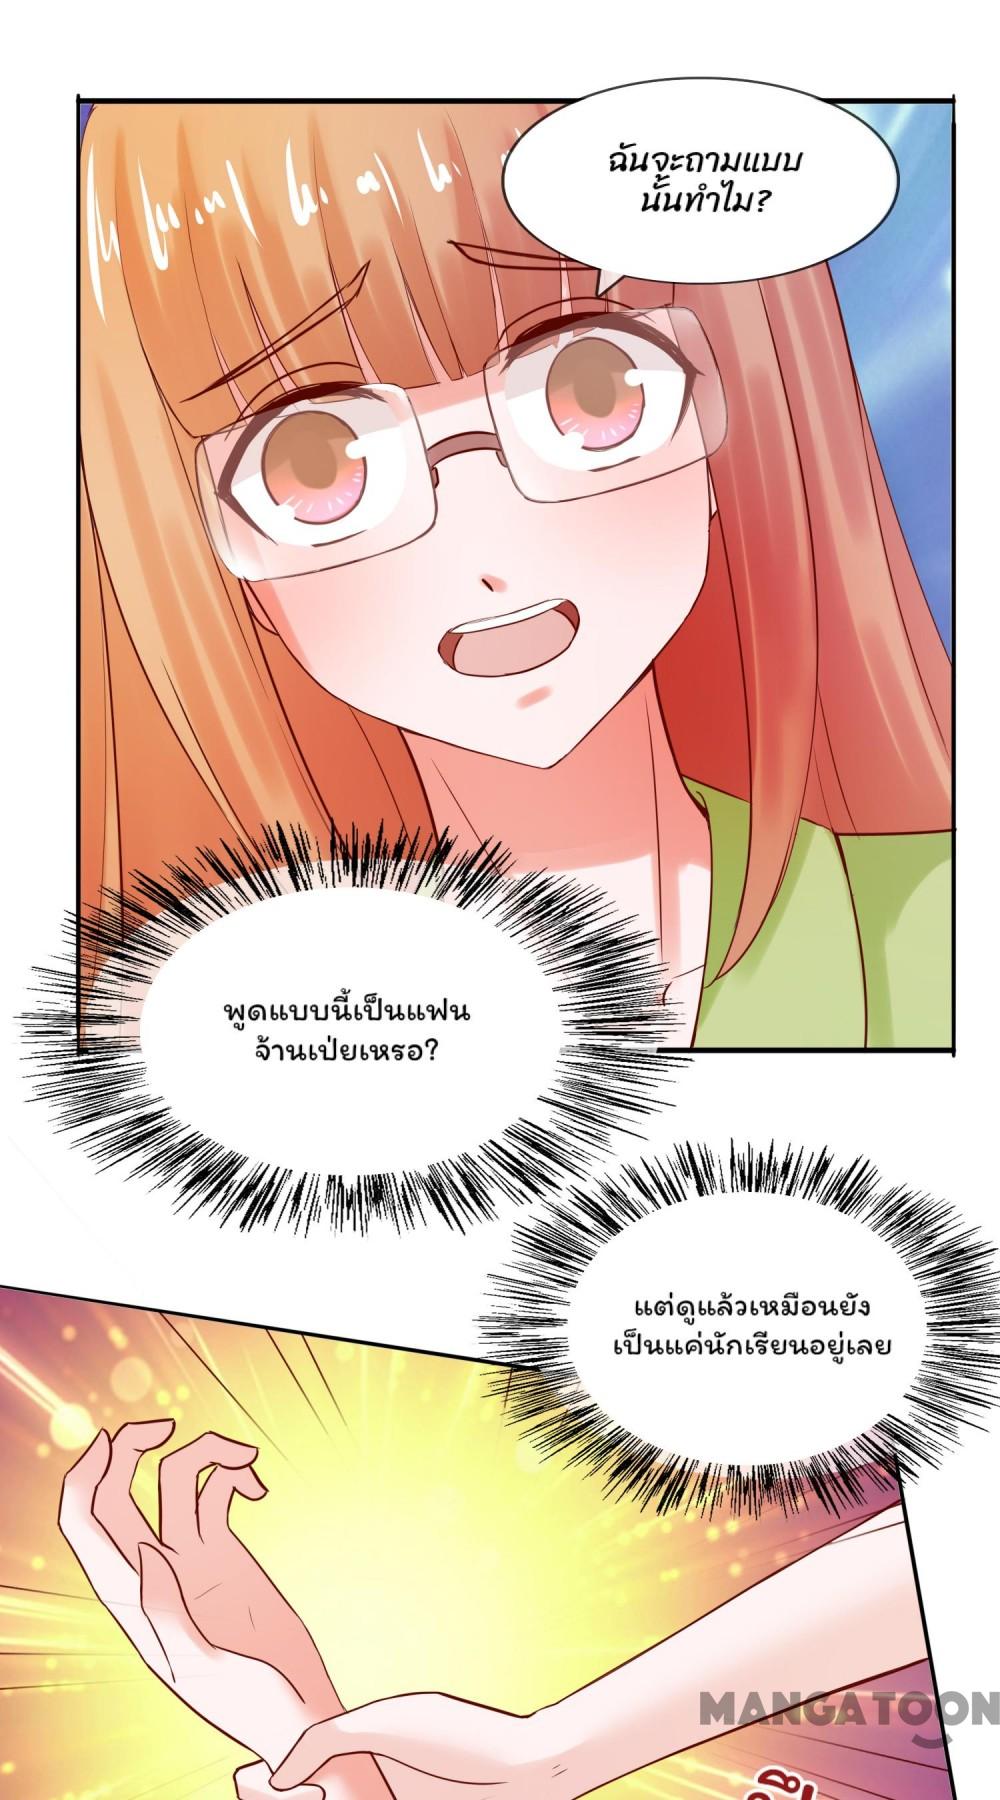 ฉันจะถามแบบ
นั้นทำไม?
พูดแบบนี้เป็นแฟน
จ้านเป่ยเหรอ?
แต่ดูแล้วเหมือนยัง
เป็นแค่นักเรียนอยู่เลย
MANGATOON